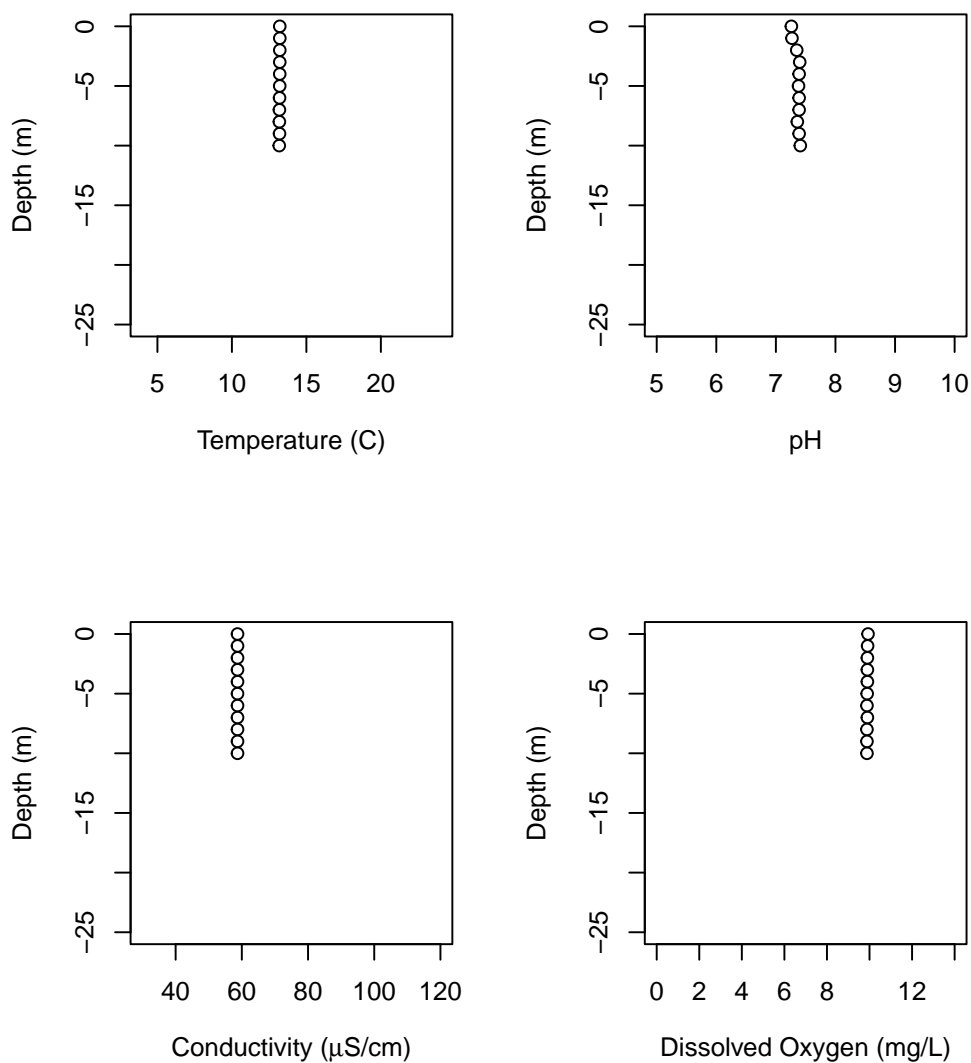 0
−5
−15
−25
Depth (m)
5 10 15 20
Temperature (C)
0
−5
−15
−25
Depth (m)
5 6 7 8 9 10
pH
0
−5
−15
−25
Depth (m)
40 60 80 100 120
Conductivity (μS/cm)
0
−5
−15
−25
Depth (m)
0 2 4 6 8 12
Dissolved Oxygen (mg/L)